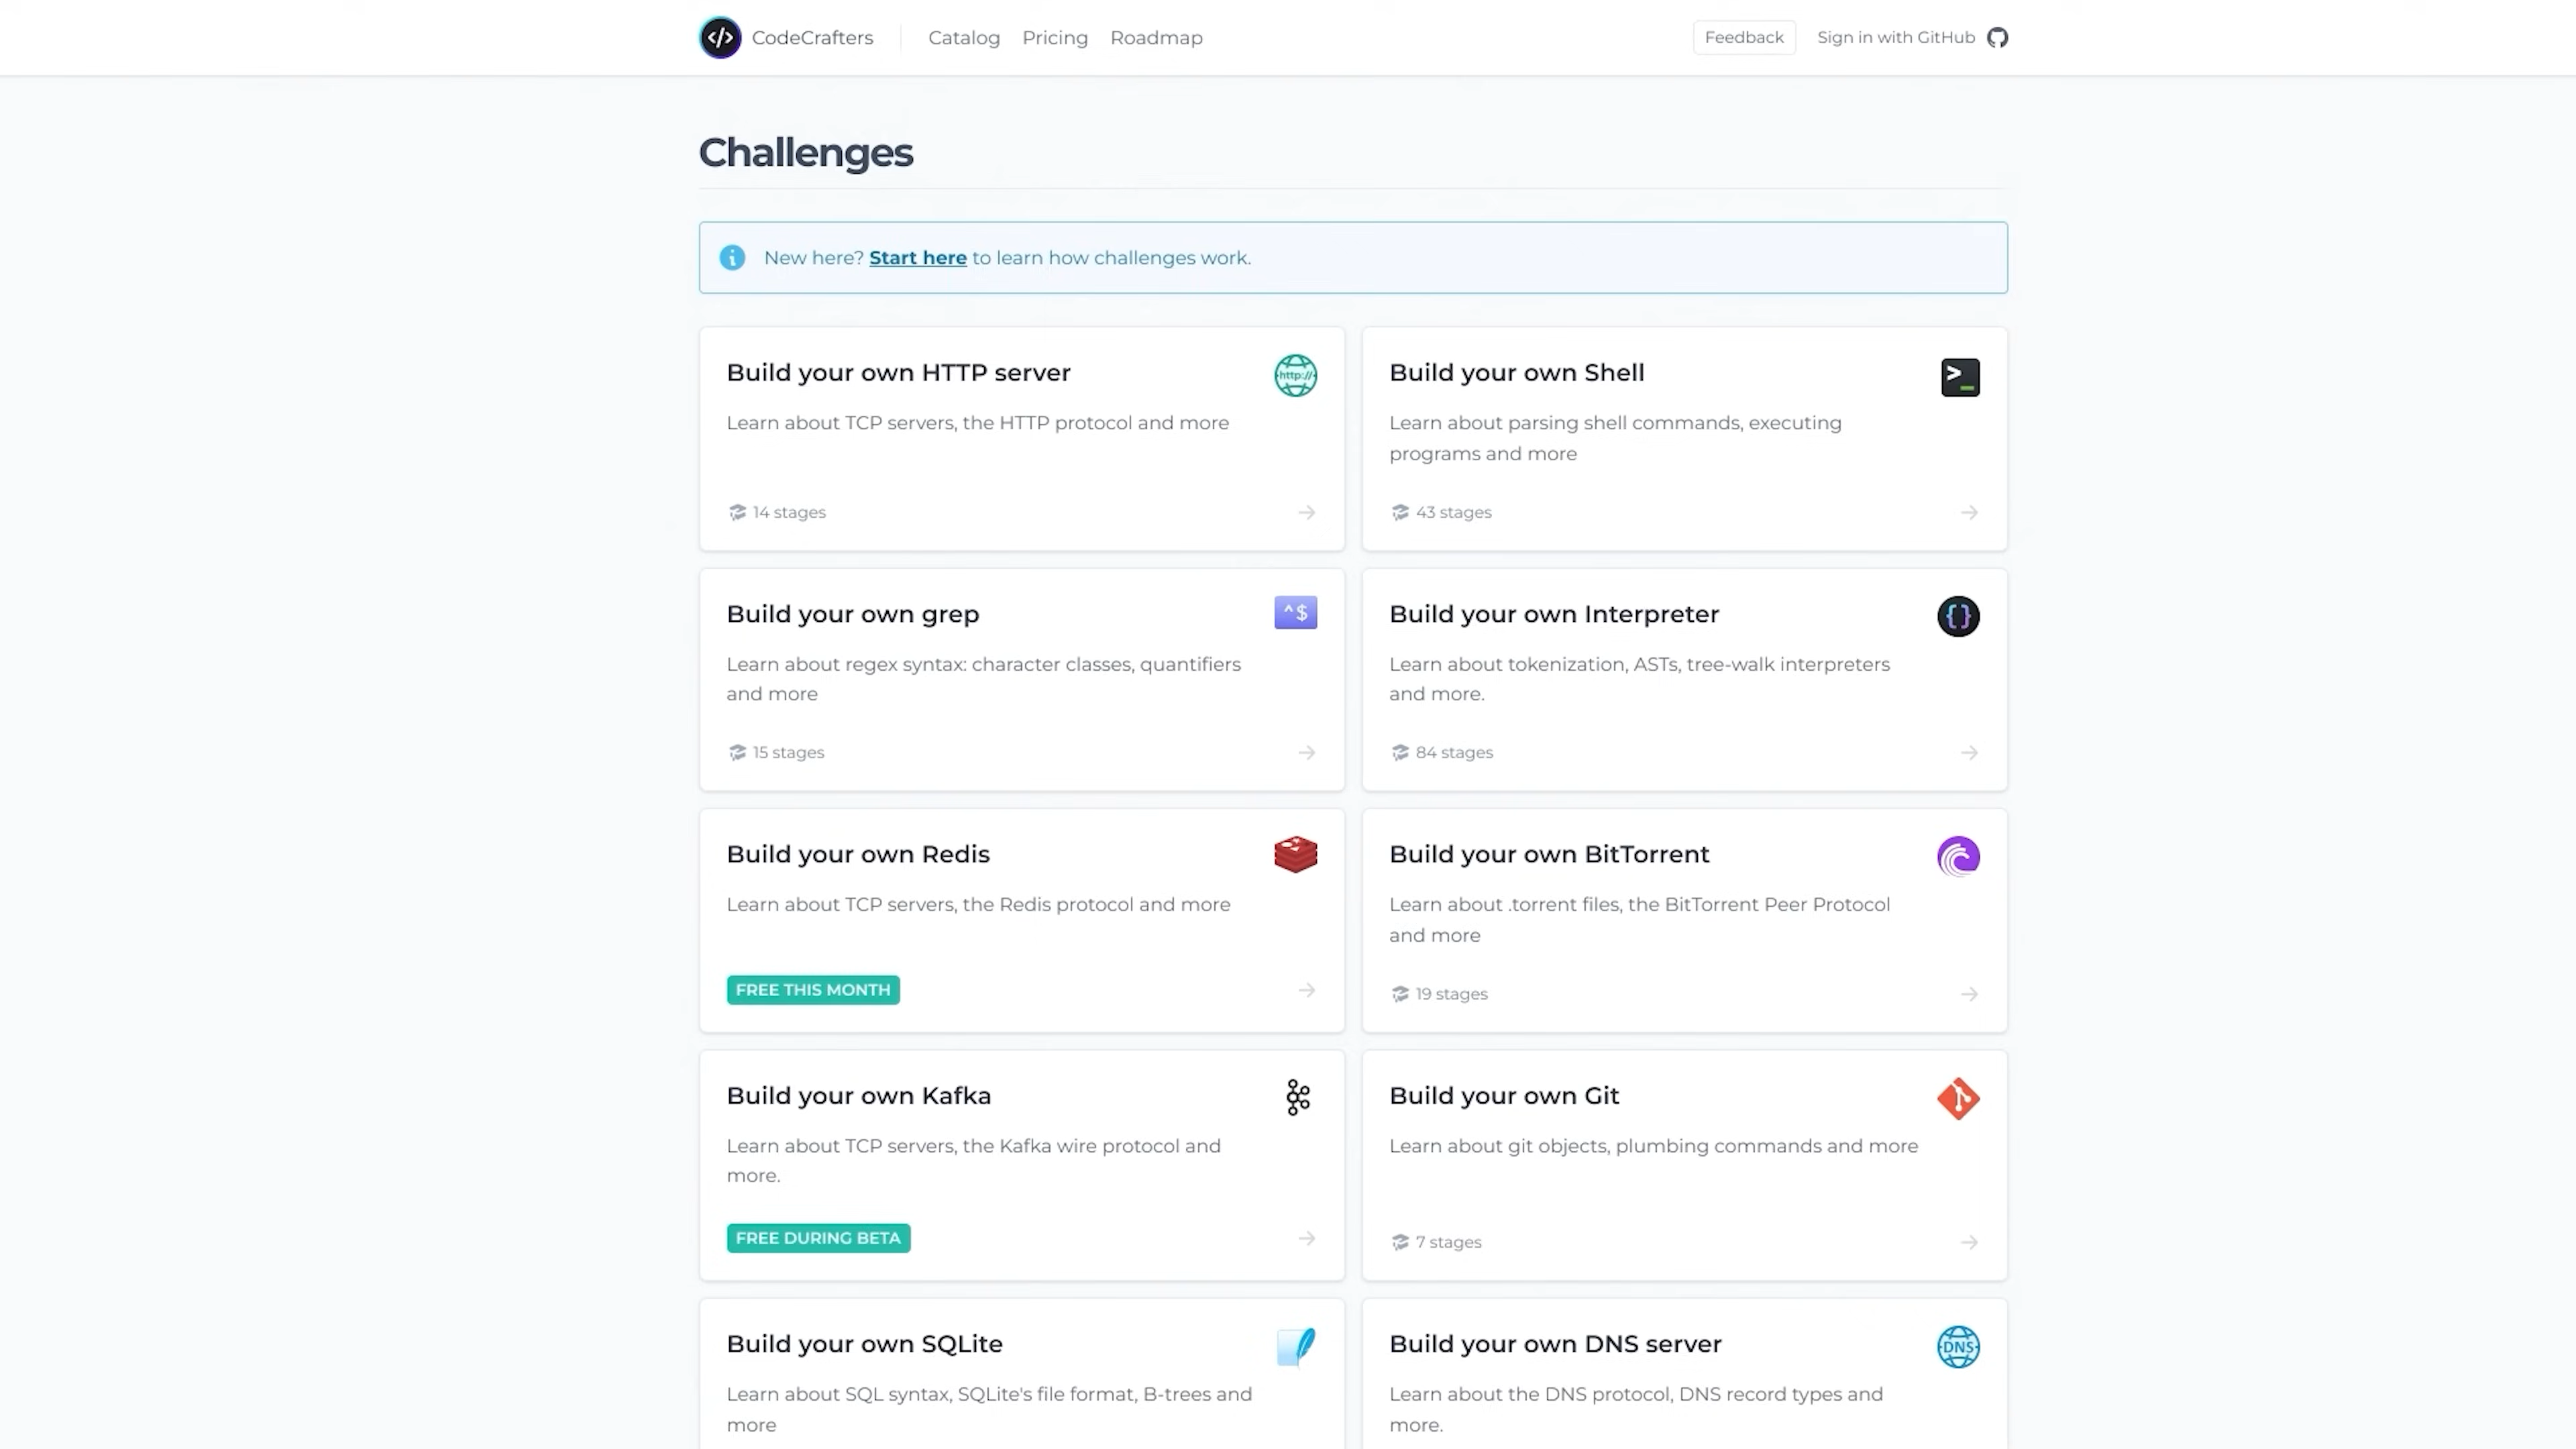 </> CodeCrafters Catalog Pricing Roadmap Feedback Sign in with GitHub
Challenges
New here? Start here to learn how challenges work.
Build your own HTTP server
http://
Learn about TCP servers, the HTTP protocol and more
14 stages
Build your own Shell
>_
Learn about parsing shell commands, executing
programs and more
43 stages
Build your own grep
^$
Learn about regex syntax: character classes, quantifiers
and more
15 stages
Build your own Interpreter
{}
Learn about tokenization, ASTs, tree-walk interpreters
and more.
84 stages
Build your own Redis
Learn about TCP servers, the Redis protocol and more
FREE THIS MONTH
Build your own BitTorrent
Learn about .torrent files, the BitTorrent Peer Protocol
and more
19 stages
Build your own Kafka
Learn about TCP servers, the Kafka wire protocol and
more.
FREE DURING BETA
Build your own Git
Learn about git objects, plumbing commands and more
7 stages
Build your own SQLite
Learn about SQL syntax, SQLite's file format, B-trees and
more
Build your own DNS server
DNS
Learn about the DNS protocol, DNS record types and
more.